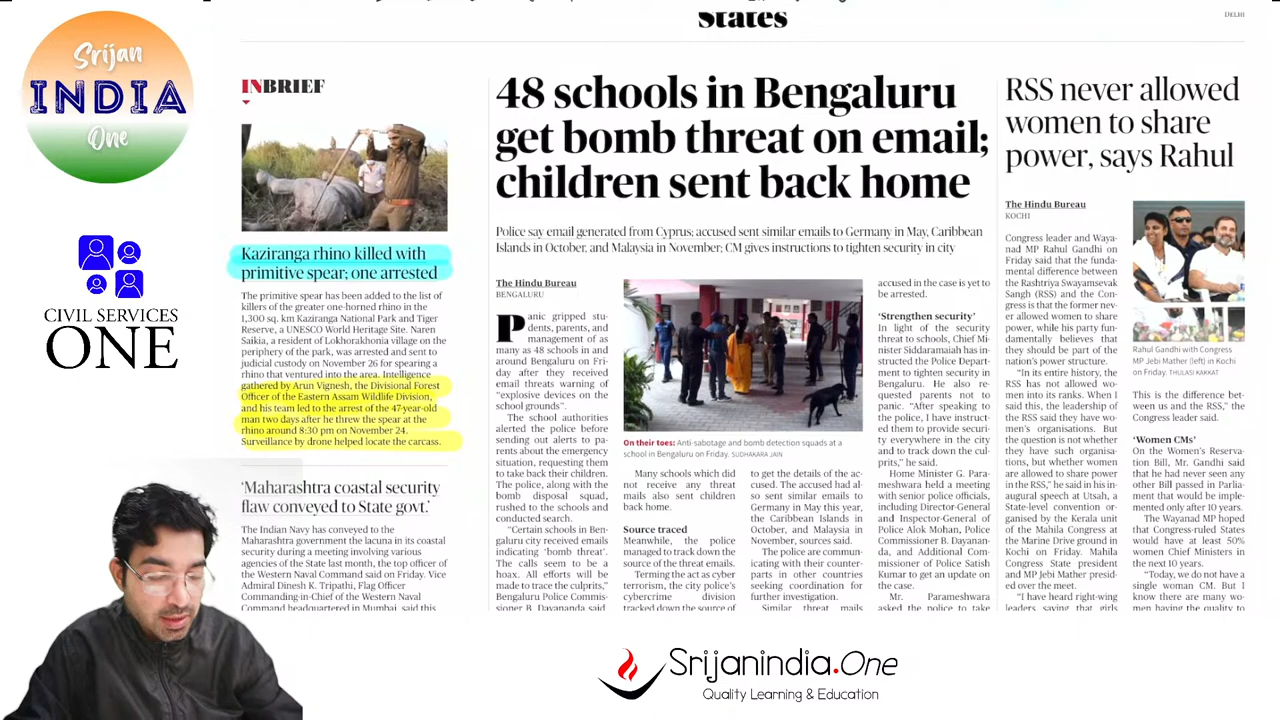 Srijan
INDIA
One
CIVIL SERVICES
ONE
States
DELHI
INBRIEF
Kaziranga rhino killed with
primitive spear; one arrested
The primitive spear has been added to the list of
killers of the greater one-horned rhino in the
1,300 sq. km Kaziranga National Park and Tiger
Reserve, a UNESCO World Heritage Site. Naren
Saikia, a resident of Lokhorakhonia village on the
periphery of the park, was arrested and sent to
judicial custody on November 26 for spearing a
rhino that ventured into the area. Intelligence
gathered by Arun Vignesh, the Divisional Forest
Officer of the Eastern Assam Wildlife Division,
and his team led to the arrest of the 47-year-old
man two days after he threw the spear at the
rhino around 8:30 pm on November 24.
Surveillance by drone helped locate the carcass.
‘Maharashtra coastal security
flaw conveyed to State govt.’
The Indian Navy has conveyed to the
Maharashtra government the lacuna in its coastal
security during a meeting involving various
agencies of the State last month, the top officer of
the Western Naval Command said on Friday. Vice
Admiral Dinesh K. Tripathi, Flag Officer
Commanding-in-Chief of the Western Naval
Command headquartered in Mumbai, said this
48 schools in Bengaluru
get bomb threat on email;
children sent back home
Police say email generated from Cyprus; accused sent similar emails to Germany in May, Caribbean
Islands in October, and Malaysia in November; CM gives instructions to tighten security in city
The Hindu Bureau
BENGALURU
Panic gripped stu-
dents, parents, and
management of as
many as 48 schools in and
around Bengaluru on Fri-
day after they received
email threats warning of
“explosive devices on the
school grounds”.
The school authorities
alerted the police before
sending out alerts to pa-
rents about the emergency
situation, requesting them
to take back their children.
The police, along with the
bomb disposal squad,
rushed to the schools and
conducted search.
“Certain schools in Ben-
galuru city received emails
indicating ‘bomb threat’.
The calls seem to be a
hoax. All efforts will be
made to trace the culprits,”
Bengaluru Police Commis-
sioner B. Dayananda said
On their toes: Anti-sabotage and bomb detection squads at a
school in Bengaluru on Friday. SUDHAKARA JAIN
Many schools which did
not receive any threat
mails also sent children
back home.
Source traced
Meanwhile, the police
managed to track down the
source of the threat emails.
Terming the act as cyber
terrorism, the city police’s
cybercrime division
tracked down the source of
to get the details of the ac-
cused. The accused had al-
so sent similar emails to
Germany in May this year,
the Caribbean Islands in
October, and Malaysia in
November, sources said.
The police are commun-
icating with their counter-
parts in other countries
seeking coordination for
further investigation.
Similar threat mails
accused in the case is yet to
be arrested.
‘Strengthen security’
In light of the security
threat to schools, Chief Mi-
nister Siddaramaiah has in-
structed the Police Depart-
ment to tighten security in
Bengaluru. He also re-
quested parents not to
panic. “After speaking to
the police, I have instruct-
ed them to provide securi-
ty everywhere in the city
and to track down the cul-
prits,” he said.
Home Minister G. Para-
meshwara held a meeting
with senior police officials,
including Director-General
and Inspector-General of
Police Alok Mohan, Police
Commissioner B. Dayanan-
da, and Additional Com-
missioner of Police Satish
Kumar to get an update on
the case.
Mr. Parameshwara
asked the police to take
RSS never allowed
women to share
power, says Rahul
The Hindu Bureau
KOCHI
Congress leader and Waya-
nad MP Rahul Gandhi on
Friday said that the funda-
mental difference between
the Rashtriya Swayamsevak
Sangh (RSS) and the Con-
gress is that the former nev-
er allowed women to share
power, while his party fun-
damentally believes that
they should be part of the
nation’s power structure.
“In its entire history, the
RSS has not allowed wo-
men into its ranks. When I
said this, the leadership of
the RSS said they have wo-
men’s organisations. But
the question is not whether
they have such organisa-
tions, but whether women
are allowed to share power
in the RSS,” he said in his in-
augural speech at Utsah, a
State-level convention or-
ganised by the Kerala unit
of the Mahila Congress at
the Marine Drive ground in
Kochi on Friday. Mahila
Congress State president
and MP Jebi Mather presid-
ed over the meet.
“I have heard right-wing
leaders saying that girls
Rahul Gandhi with Congress
MP Jebi Mather (left) in Kochi
on Friday. THULASI KAKKAT
This is the difference bet-
ween us and the RSS,” the
Congress leader said.
‘Women CMs’
On the Women’s Reserva-
tion Bill, Mr. Gandhi said
that he had never seen any
other Bill passed in Parlia-
ment that would be imple-
mented only after 10 years.
The Wayanad MP hoped
that Congress-ruled States
would have at least 50%
women Chief Ministers in
the next 10 years.
“Today, we do not have a
single woman CM. But I
know there are many wo-
men having the quality to
Srijanindia.One
Quality Learning & Education